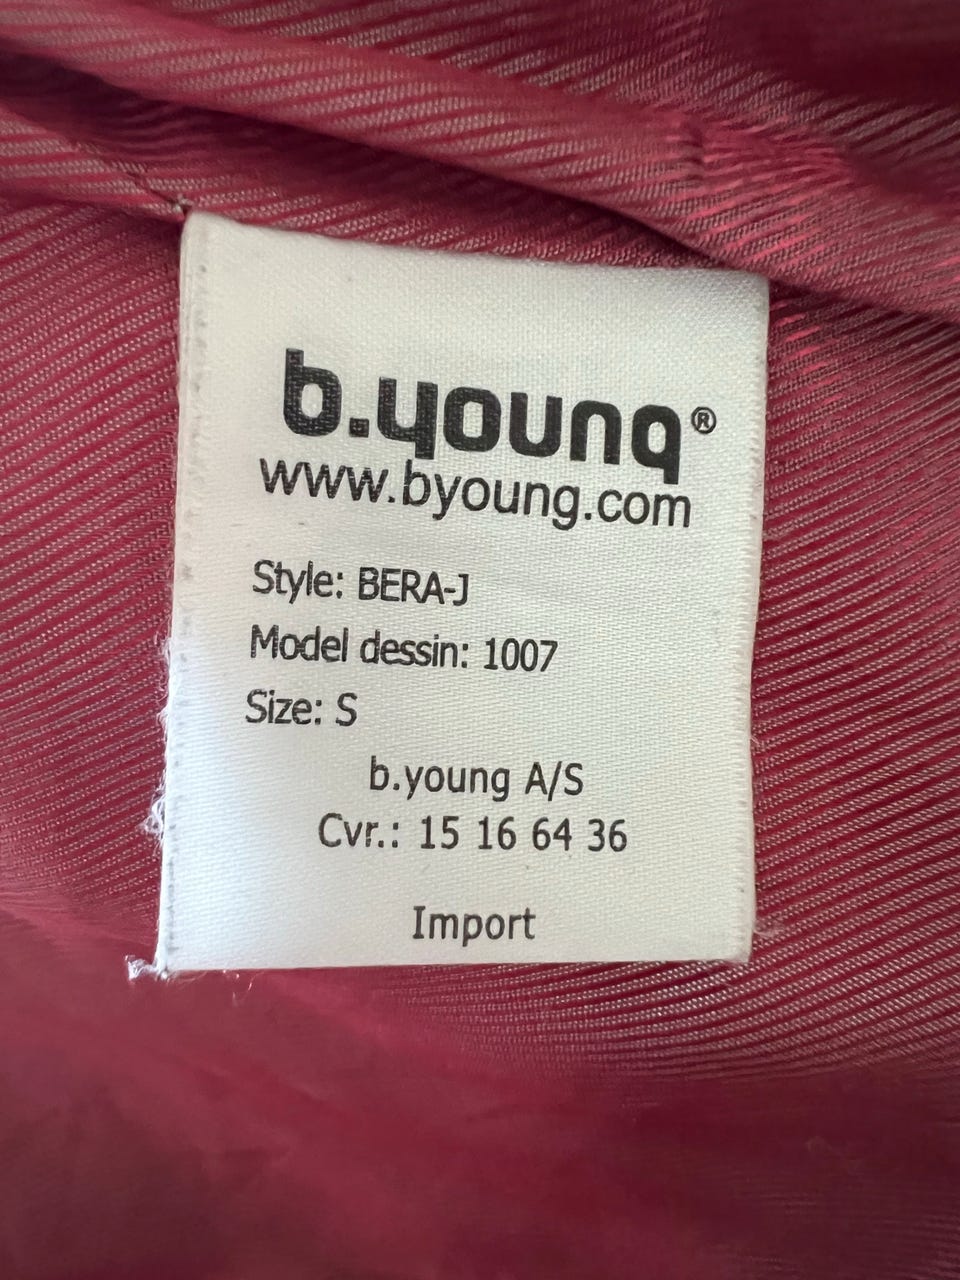 b.young®
www.byoung.com
Style: BERA-J
Model dessin: 1007
Size: S
b.young A/S
Cvr.: 15 16 64 36
Import